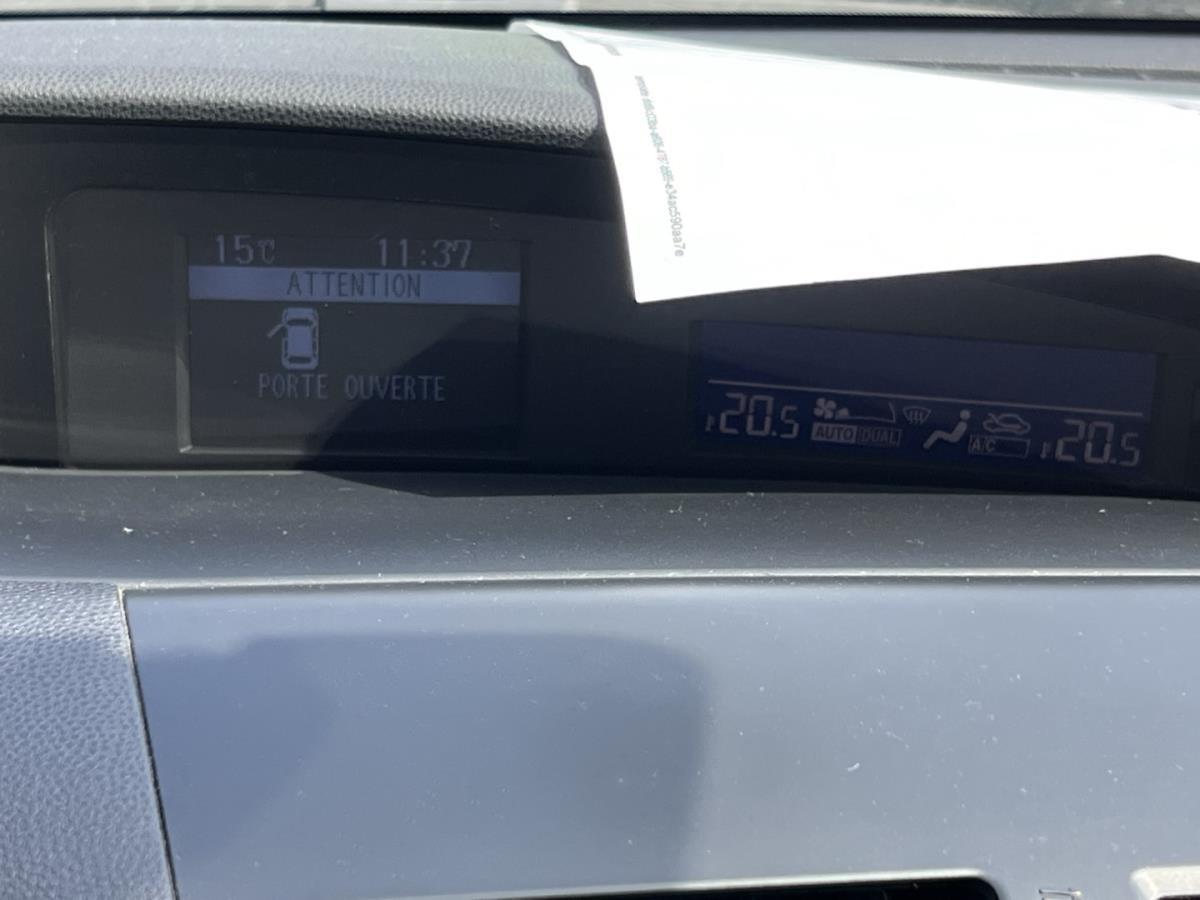 15℃ 11:37
ATTENTION
PORTE OUVERTE
20.5
AUTO DUAL
A/C
20.5